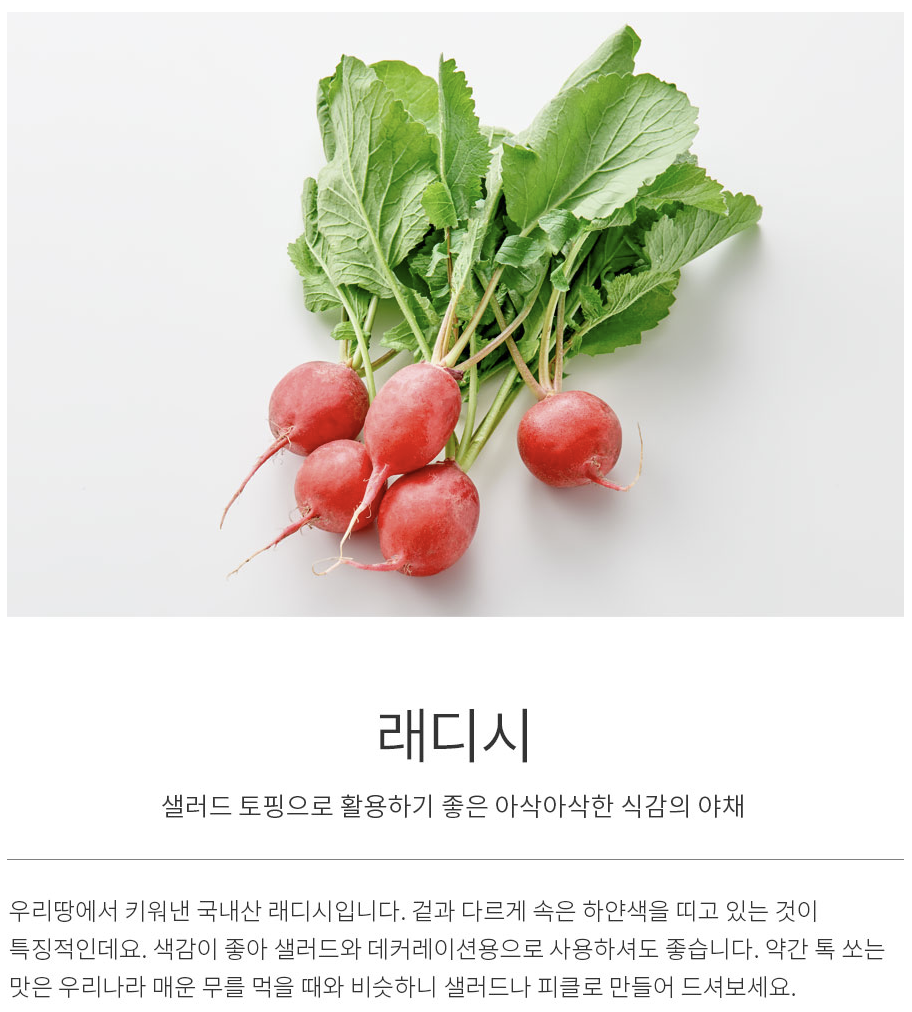 래디시
샐러드 토핑으로 활용하기 좋은 아삭아삭한 식감의 야채
우리땅에서 키워낸 국내산 래디시입니다. 겉과 다르게 속은 하얀색을 띠고 있는 것이
특징적인데요. 색감이 좋아 샐러드와 데커레이션용으로 사용하셔도 좋습니다. 약간 톡 쏘는
맛은 우리나라 매운 무를 먹을 때와 비슷하니 샐러드나 피클로 만들어 드셔보세요.